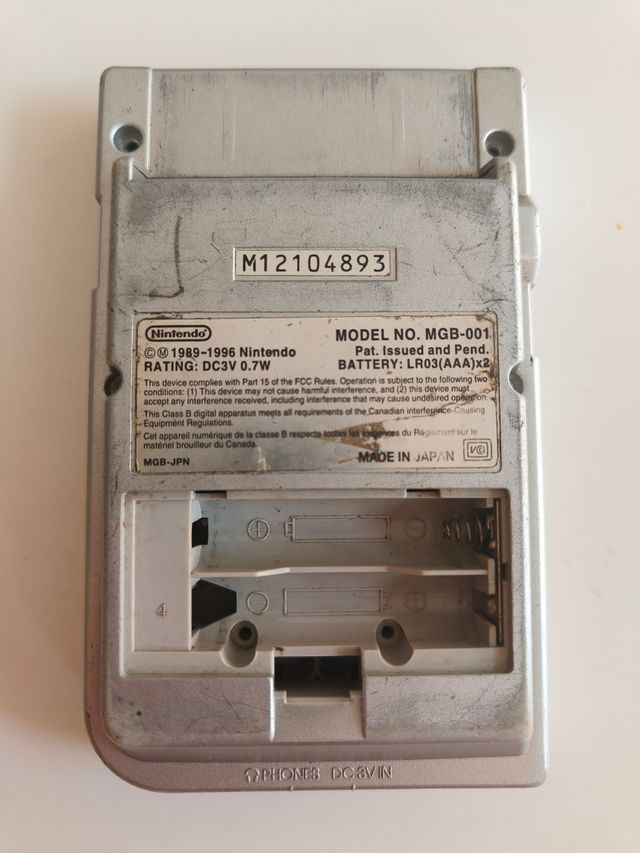 M12104893
Nintendo
MODEL NO. MGB-001
©Ⓜ 1989-1996 Nintendo
Pat. Issued and Pend.
RATING: DC3V 0.7W
BATTERY: LR03(AAA)x2
This device complies with Part 15 of the FCC Rules. Operation is subject to the following two
conditions: (1) This device may not cause harmful interference, and (2) this device must
accept any interference received, including interference that may cause undesired operation.
This Class B digital apparatus meets all requirements of the Canadian Interference-Causing
Equipment Regulations.
Cet appareil numérique de la classe B respecte toutes les exigences du Règlement sur le
matériel brouilleur du Canada.
MGB-JPN
MADE IN JAPAN
VCI
4
PHONES DC 3V IN